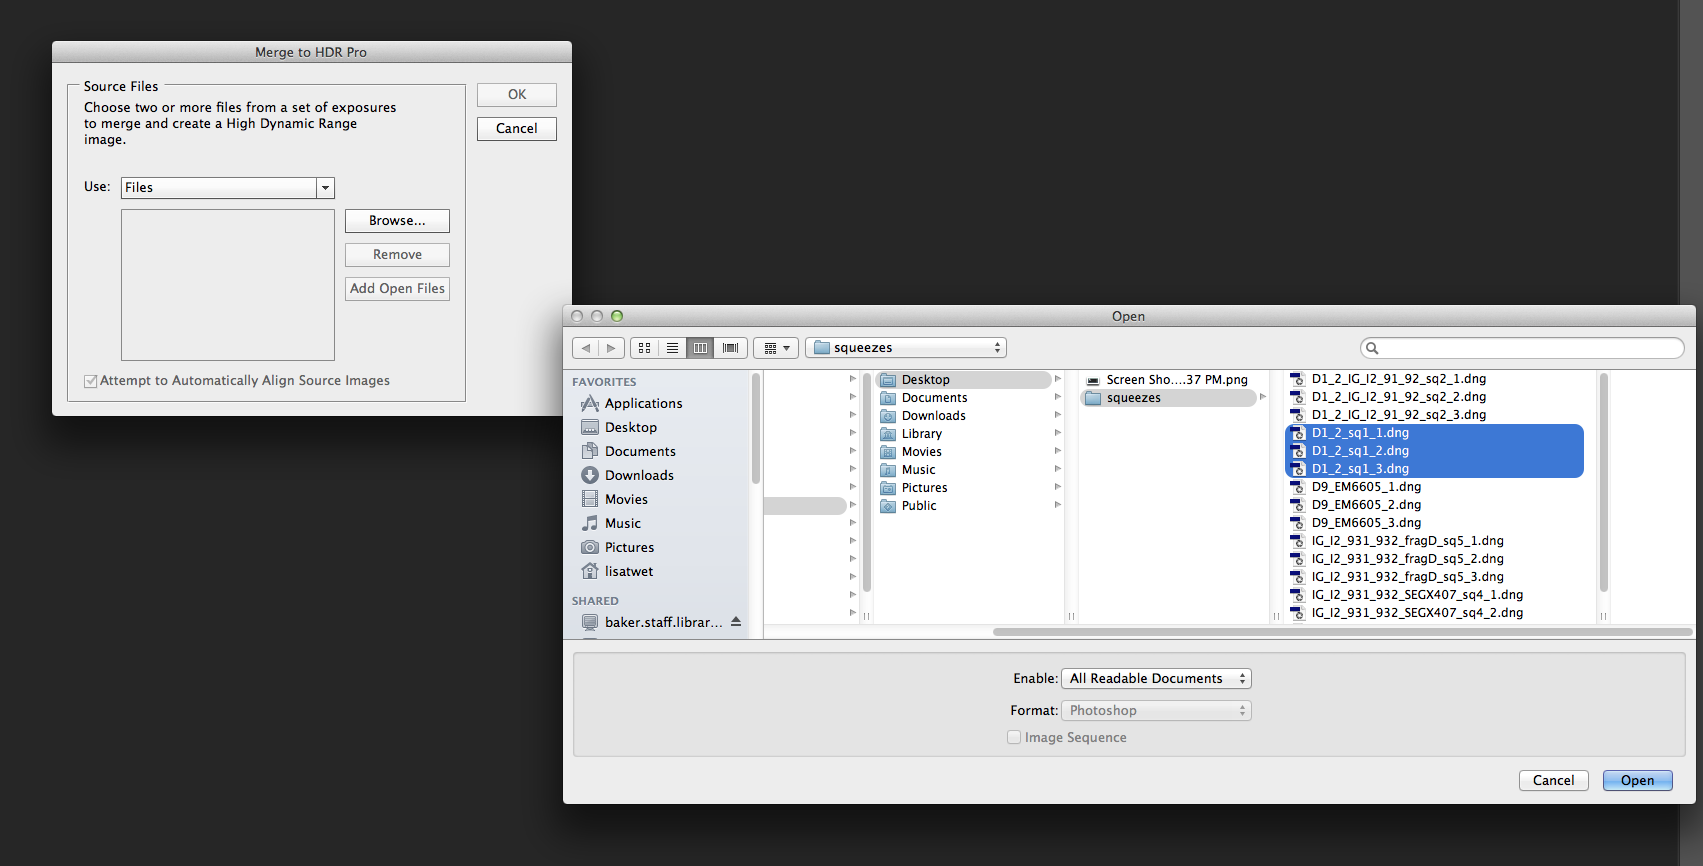 Merge to HDR Pro
Source Files
Choose two or more files from a set of exposures
to merge and create a High Dynamic Range
image.
OK
Cancel
Use:
Files
Browse...
Remove
Add Open Files
Attempt to Automatically Align Source Images
Open
squeezes
FAVORITES
Applications
Desktop
Documents
Downloads
Movies
Music
Pictures
lisatwet
SHARED
baker.staff.librar...
Desktop
Documents
Downloads
Library
Movies
Music
Pictures
Public
Screen Sho....37 PM.png
squeezes
D1_2_IG_I2_91_92_sq2_1.dng
D1_2_IG_I2_91_92_sq2_2.dng
D1_2_IG_I2_91_92_sq2_3.dng
D1_2_sq1_1.dng
D1_2_sq1_2.dng
D1_2_sq1_3.dng
D9_EM6605_1.dng
D9_EM6605_2.dng
D9_EM6605_3.dng
IG_I2_931_932_fragD_sq5_1.dng
IG_I2_931_932_fragD_sq5_2.dng
IG_I2_931_932_fragD_sq5_3.dng
IG_I2_931_932_SEGX407_sq4_1.dng
IG_I2_931_932_SEGX407_sq4_2.dng
Enable:
All Readable Documents
Format:
Photoshop
Image Sequence
Cancel
Open